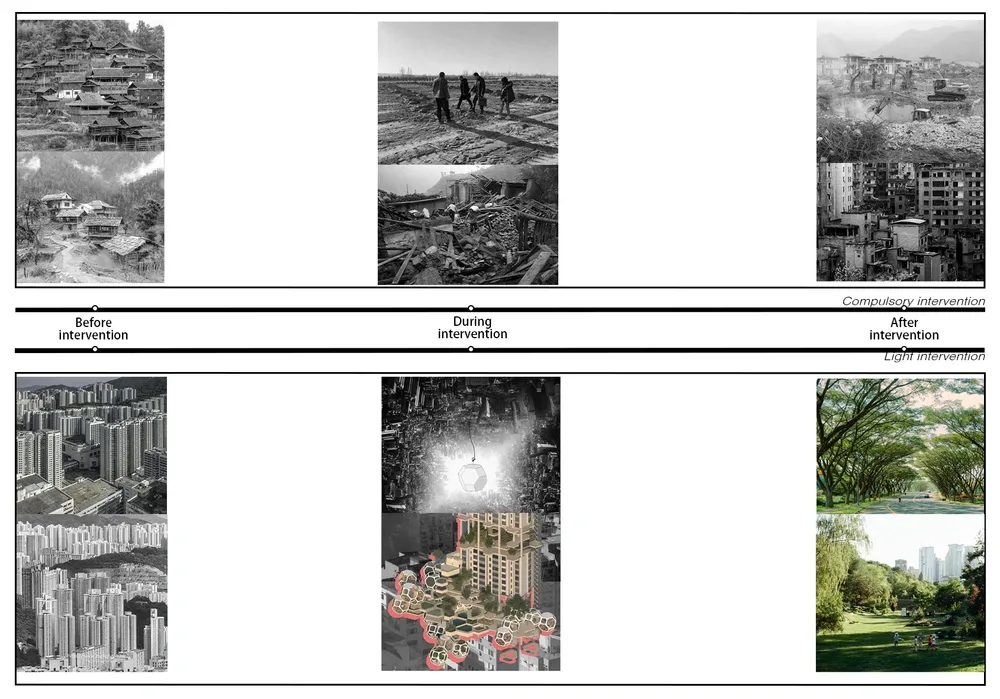 Compulsory intervention
Before
intervention
During
intervention
After
intervention
Light intervention